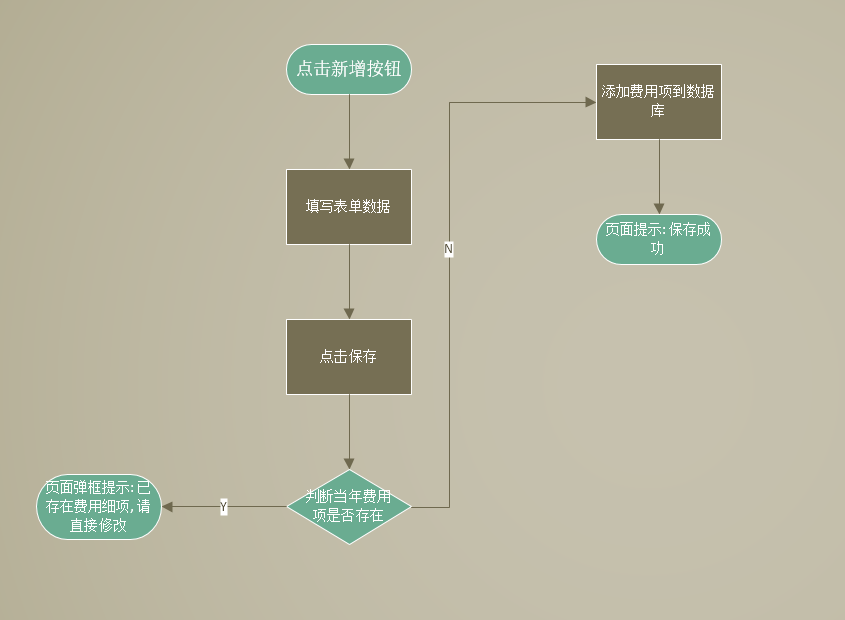 点击新增按钮
填写表单数据
点击保存
判断当年费用
项是否存在
Y
页面弹框提示:已
存在费用细项,请
直接修改
N
添加费用项到数据
库
页面提示:保存成
功